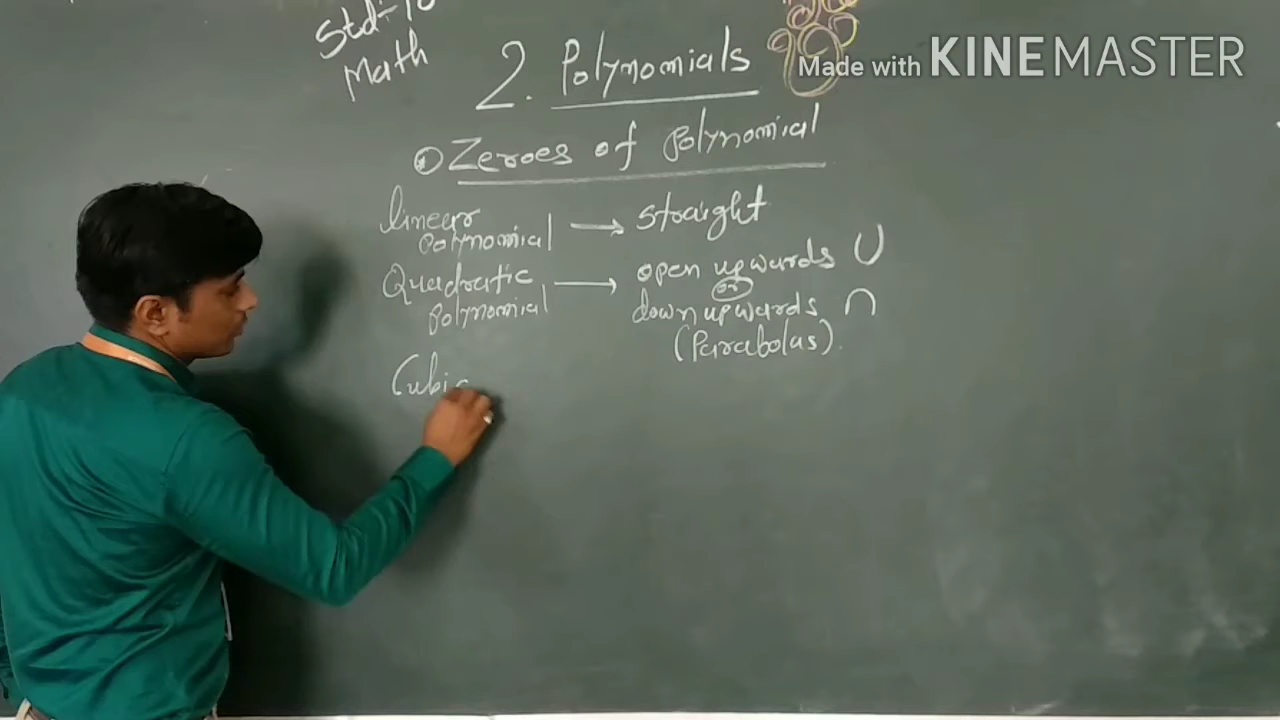 Std-10
Math
2. Polynomials
Made with KINEMASTER
Zeroes of polynomial
linear polynomial → straight
Quadratic polynomial → open upwards ∪
or
down upwards ∩
(Parabolas).
Cubic